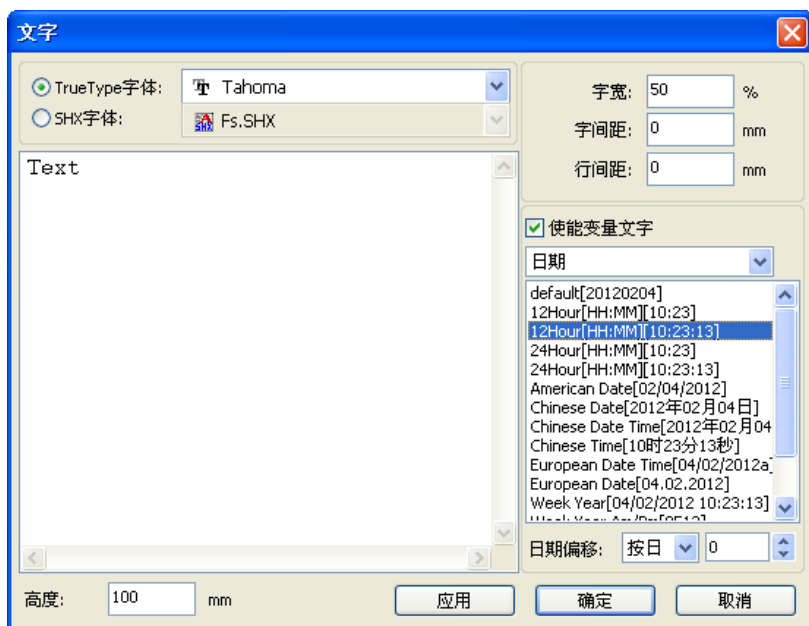 文字
TrueType字体: Tahoma
SHX字体: Fs.SHX
字宽: 50 %
字间距: 0 mm
行间距: 0 mm
Text
使能变量文字
日期
default[20120204]
12Hour[HH:MM][10:23]
12Hour[HH:MM][10:23:13]
24Hour[HH:MM][10:23]
24Hour[HH:MM][10:23:13]
American Date[02/04/2012]
Chinese Date[2012年02月04日]
Chinese Date Time[2012年02月04
Chinese Time[10时23分13秒]
European Date Time[04/02/2012a]
European Date[04.02.2012]
Week Year[04/02/2012 10:23:13]
日期偏移: 按日 0
高度: 100 mm
应用 确定 取消